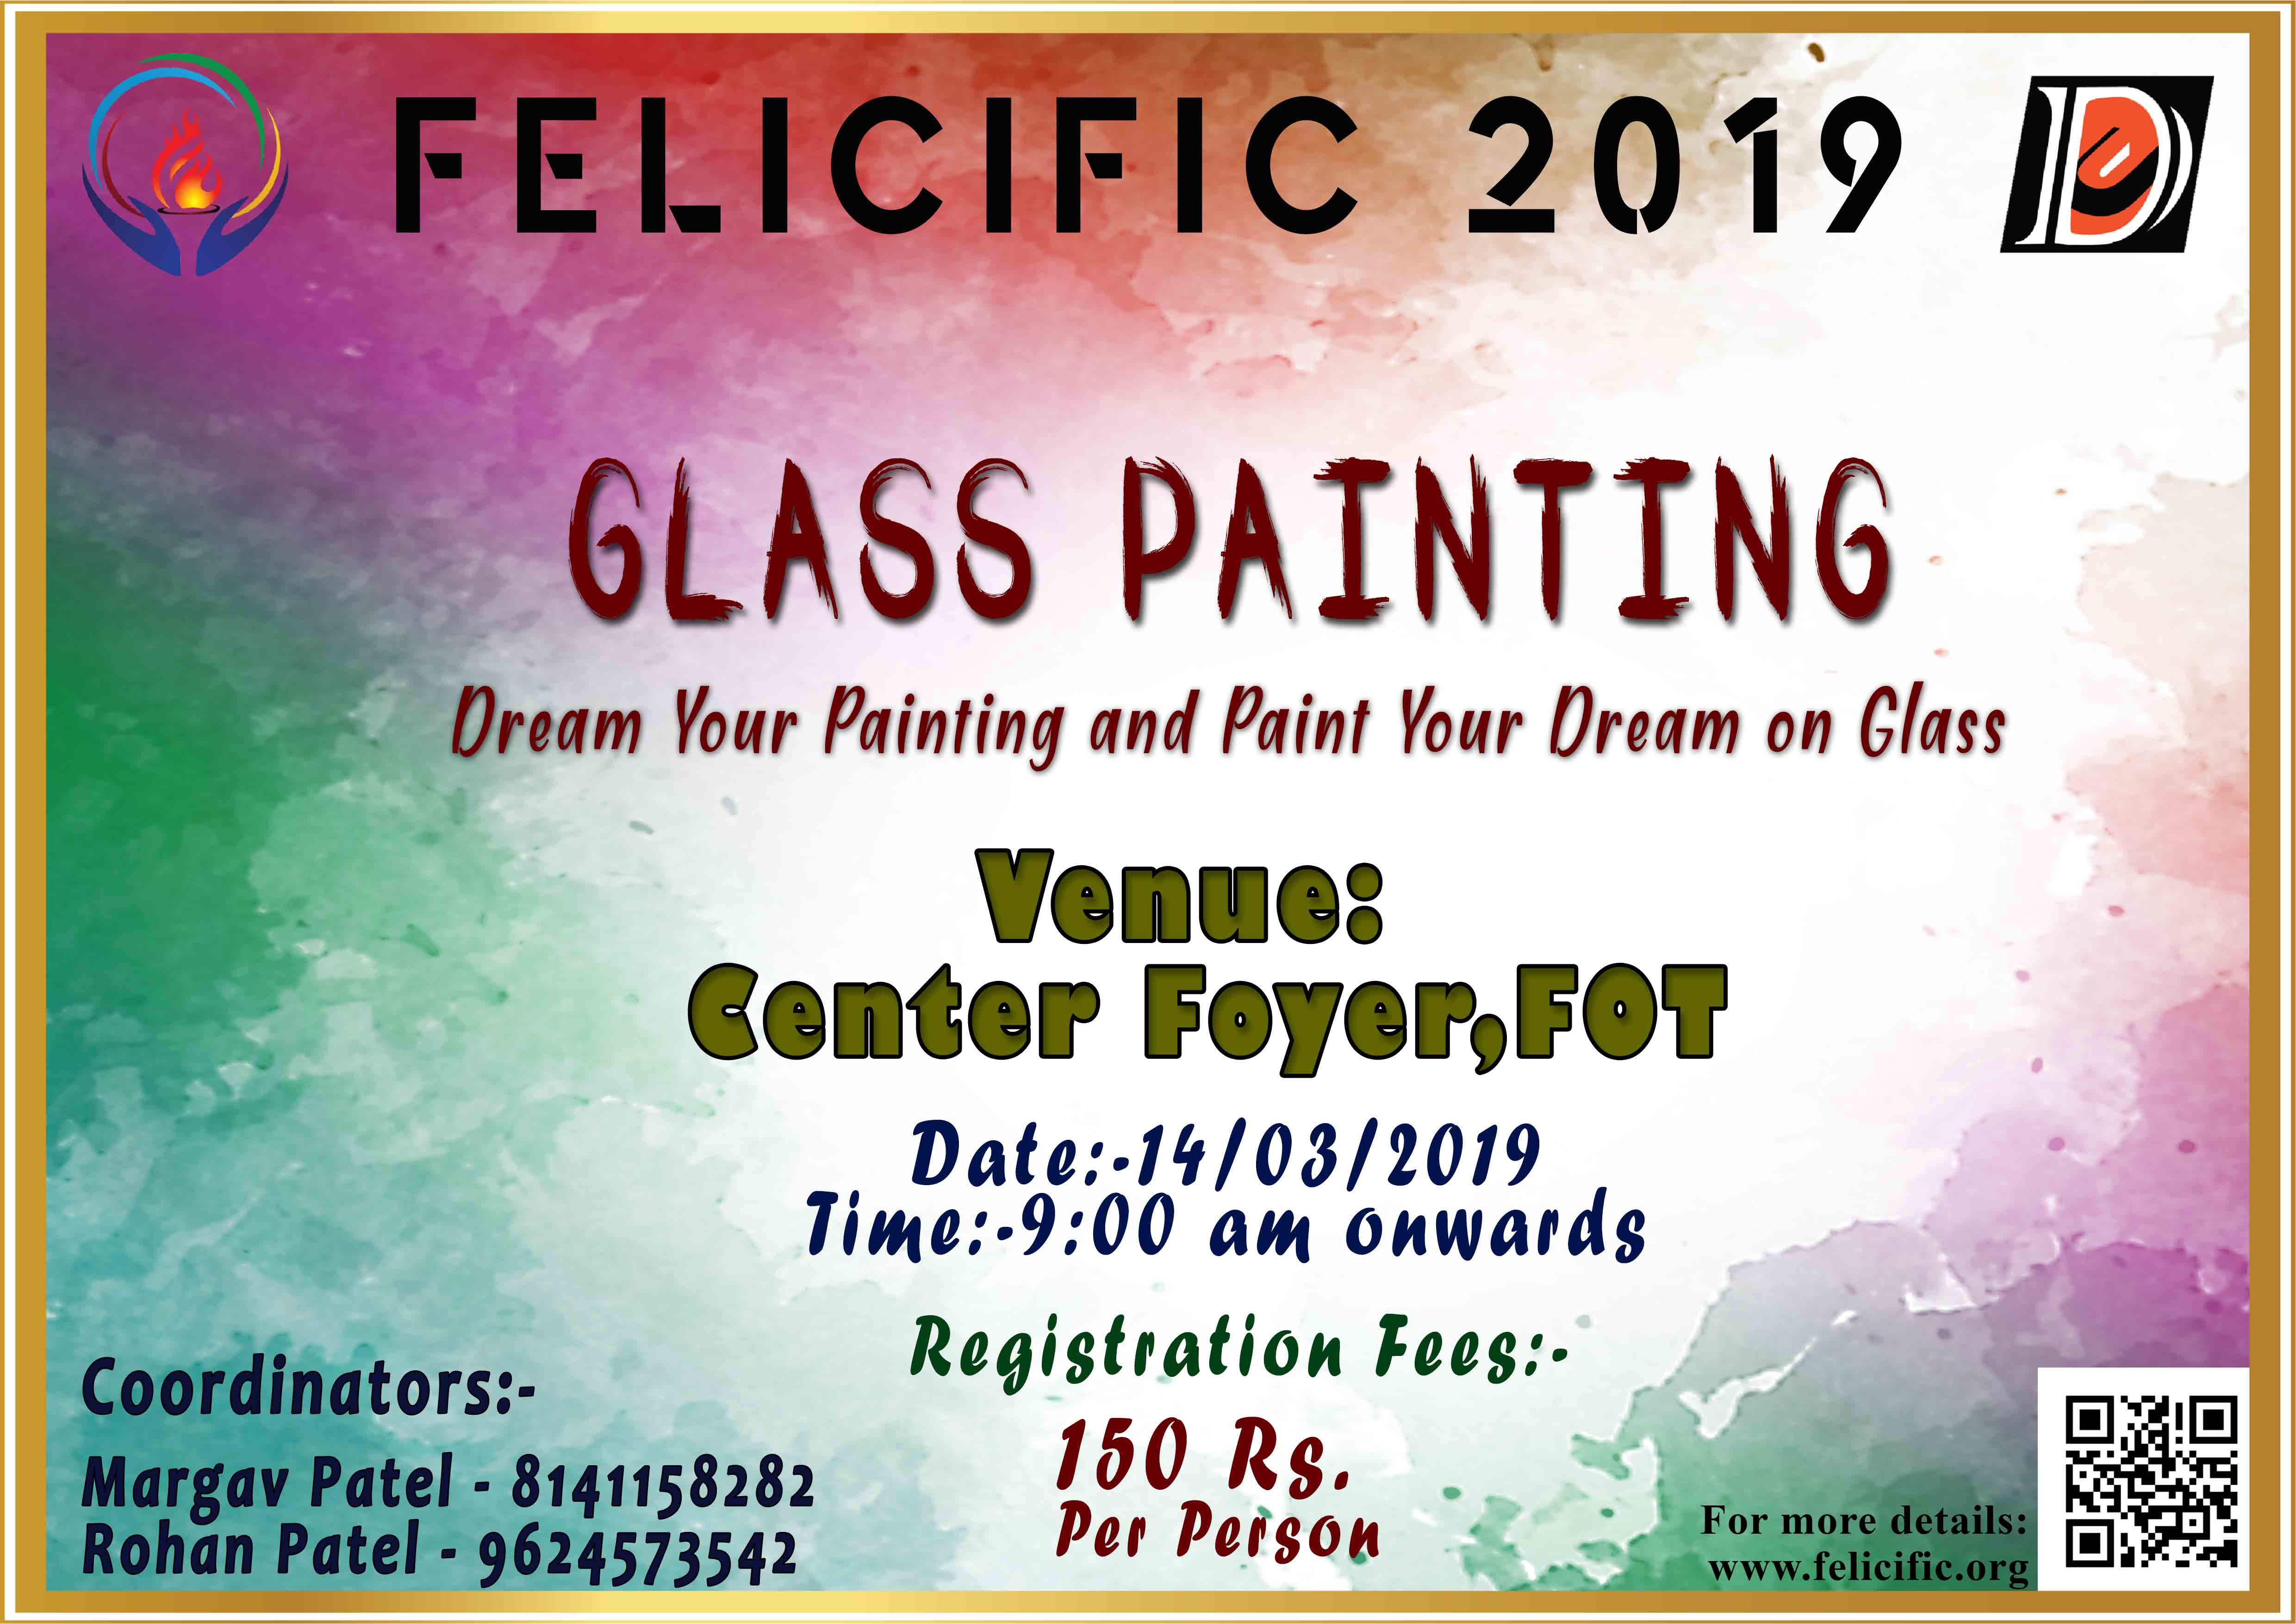 FELICIFIC 2019
GLASS PAINTING
Dream Your Painting and Paint Your Dream on Glass
Venue:
Center Foyer,FOT
Date:-14/03/2019
Time:-9:00 am onwards
Registration Fees:-
150 Rs.
Per Person
Coordinators:-
Margav Patel - 8141158282
Rohan Patel - 9624573542
For more details:
www.felicific.org